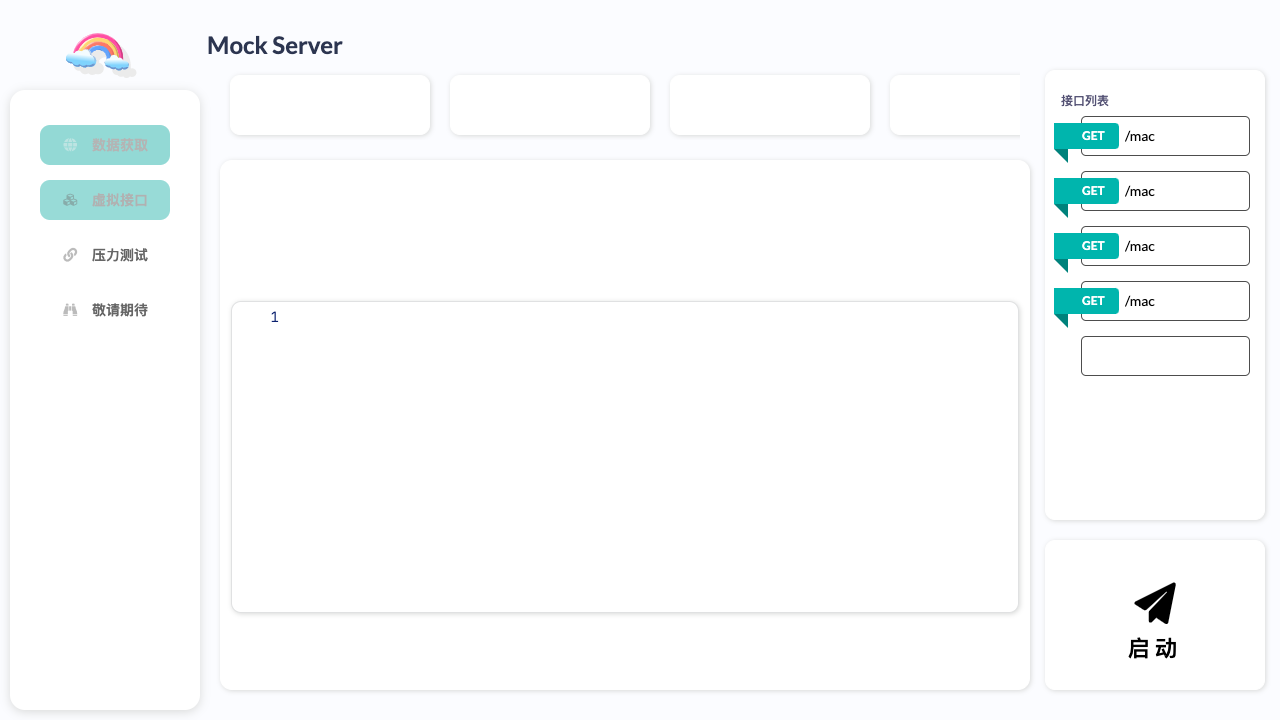 Mock Server
数据获取
虚拟接口
压力测试
敬请期待
1
接口列表
GET /mac
GET /mac
GET /mac
GET /mac
启 动